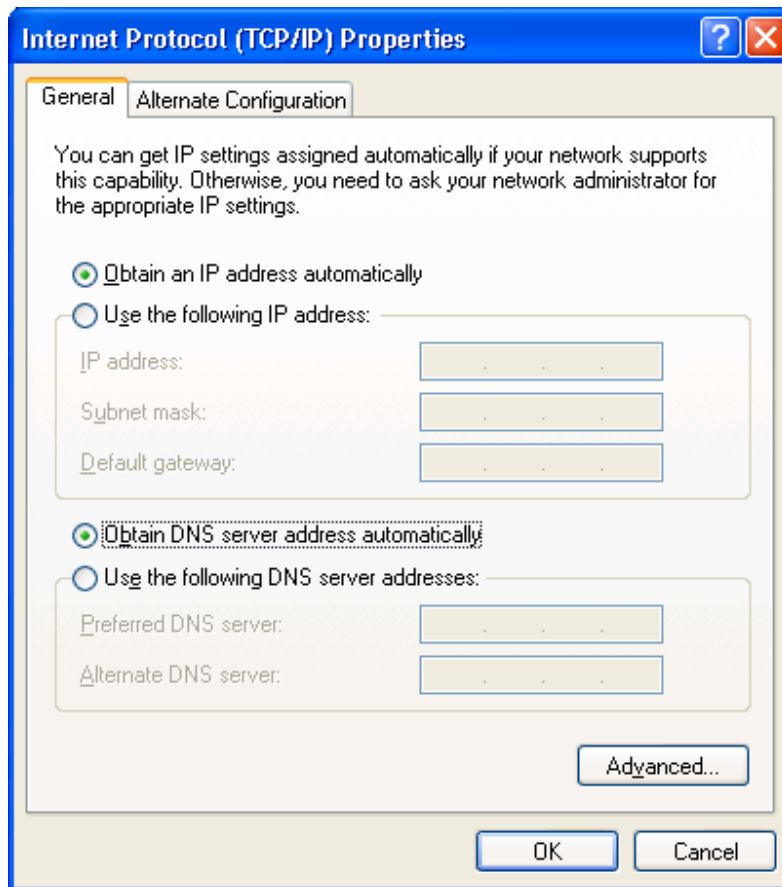 Internet Protocol (TCP/IP) Properties
General
Alternate Configuration
You can get IP settings assigned automatically if your network supports
this capability. Otherwise, you need to ask your network administrator for
the appropriate IP settings.
Obtain an IP address automatically
Use the following IP address:
IP address:
Subnet mask:
Default gateway:
Obtain DNS server address automatically
Use the following DNS server addresses:
Preferred DNS server:
Alternate DNS server:
Advanced...
OK
Cancel